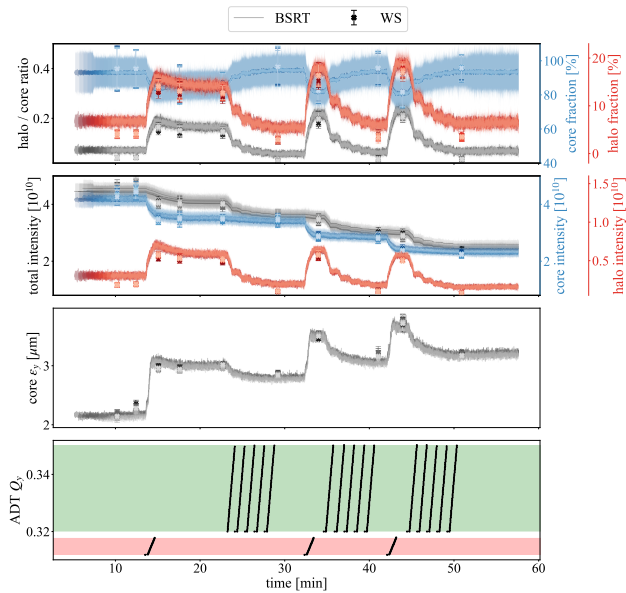 BSRT WS
halo / core ratio
0.4
0.2
100
80
60
40
core fraction [%]
20
10
0
halo fraction [%]
total intensity [10^10]
4
2
4
2
core intensity [10^10]
1.5
1.0
0.5
halo intensity [10^10]
core ε_y [μm]
3
2
ADT Q_y
0.34
0.32
10 20 30 40 50 60
time [min]